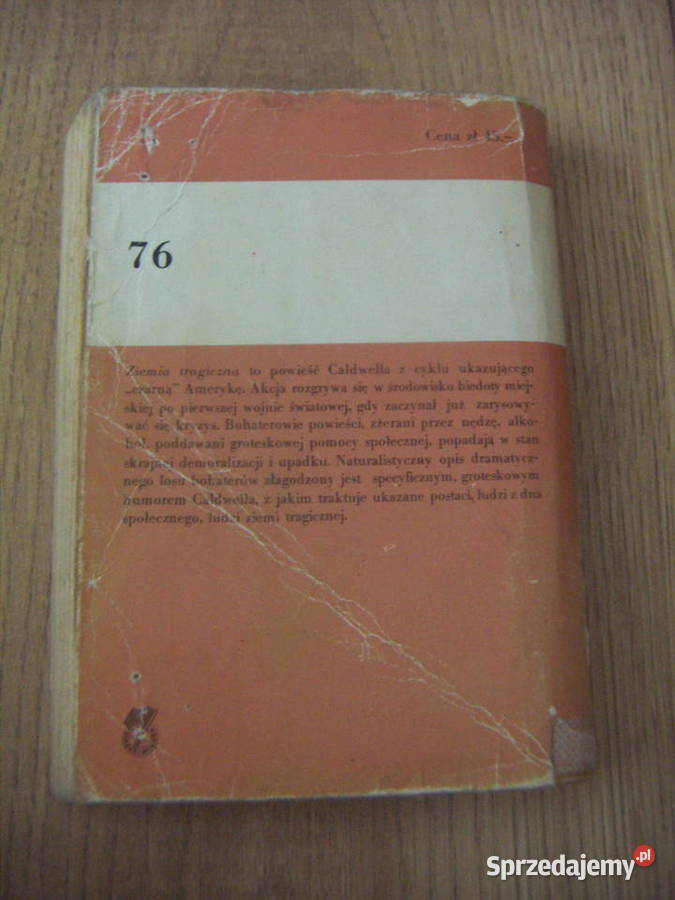 Cena zł 45.—
76
Ziemia tragiczna to powieść Caldwella z cyklu ukazującego
„czarną” Amerykę. Akcja rozgrywa się w środowisku biedoty miej-
skiej po pierwszej wojnie światowej, gdy zaczynał już zarysowy-
wać się kryzys. Bohaterowie powieści, zżerani przez nędzę, alko-
hol, poddawani groteskowej pomocy społecznej, popadają w stan
skrajnej demoralizacji i upadku. Naturalistyczny opis dramatycz-
nego losu bohaterów złagodzony jest specyficznym, groteskowym
humorem Caldwella, z jakim traktuje ukazane postaci, ludzi z dna
społecznego, ludzi ziemi tragicznej.
Sprzedajemy.pl